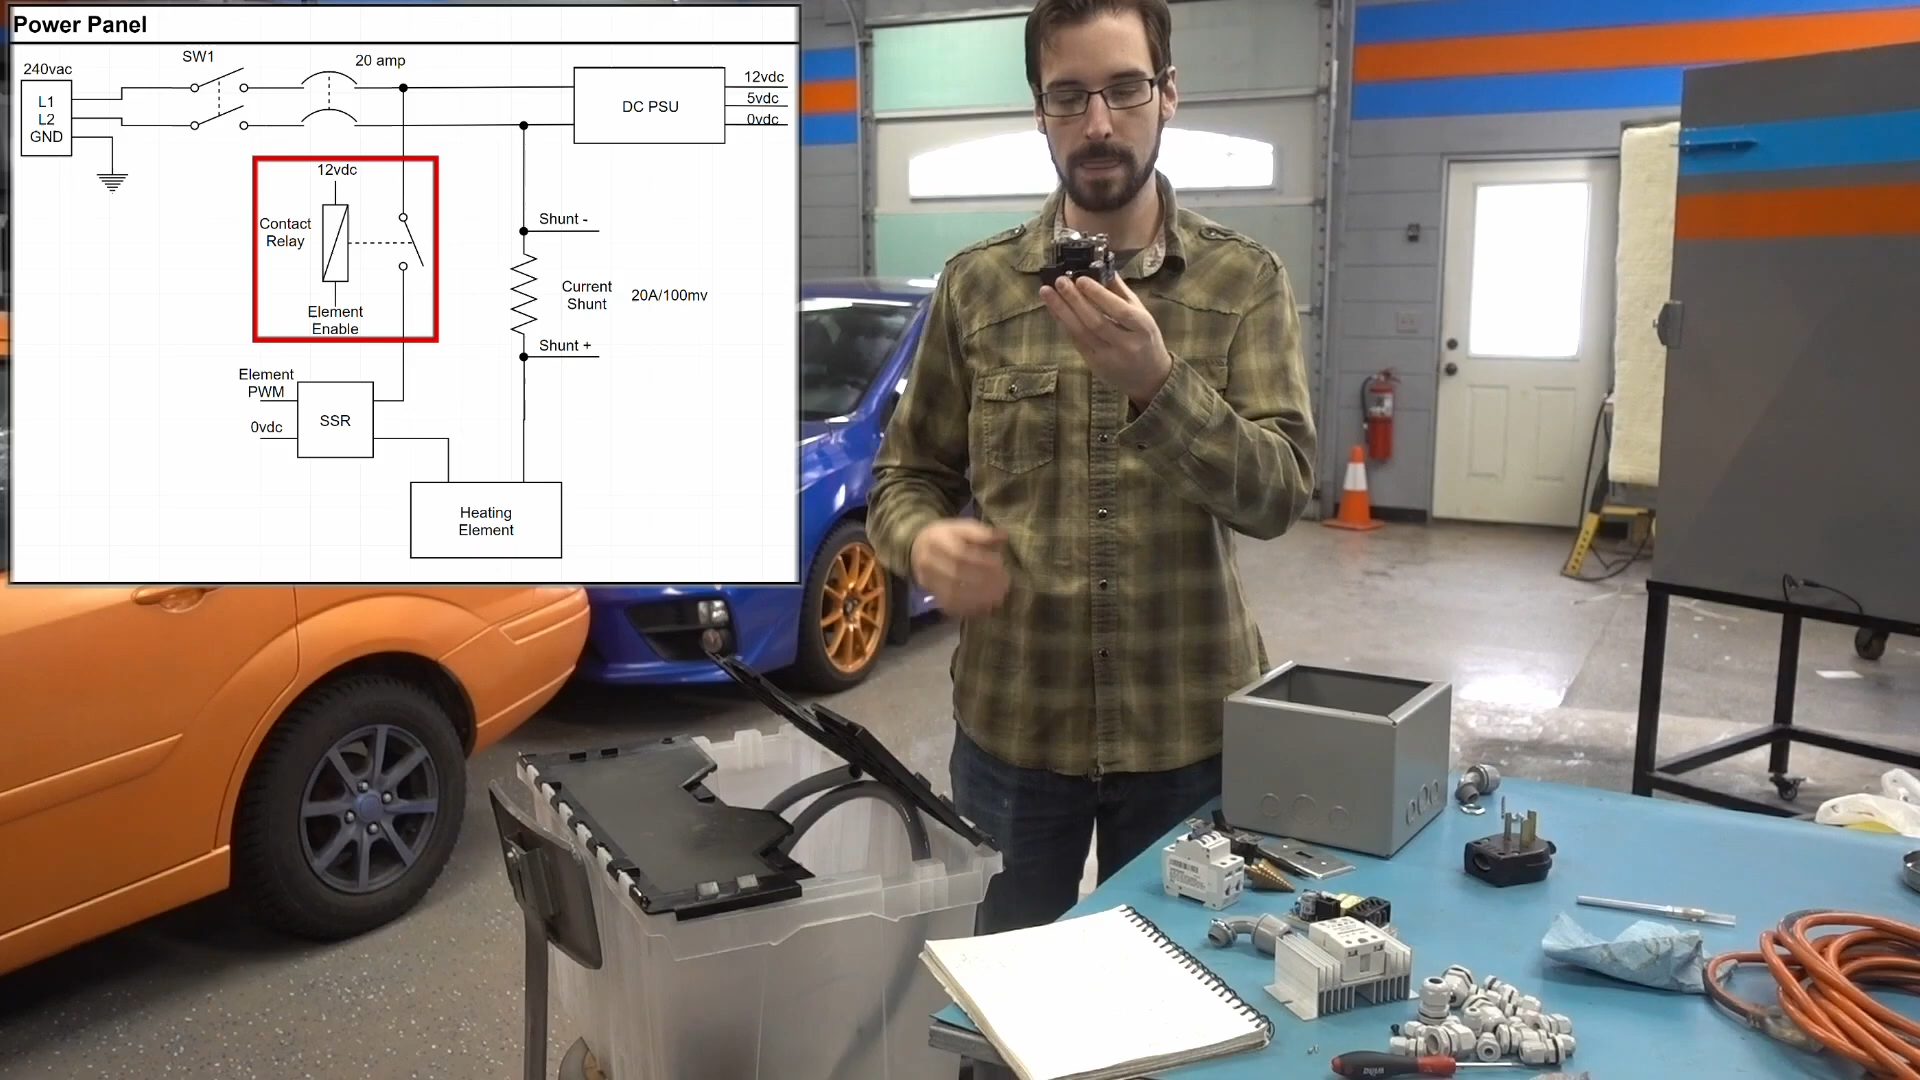 Power Panel
240vac
L1
L2
GND
SW1
20 amp
DC PSU
12vdc
5vdc
0vdc
12vdc
Contact
Relay
Element
Enable
Shunt -
Current
Shunt
20A/100mv
Shunt +
Element
PWM
0vdc
SSR
Heating
Element